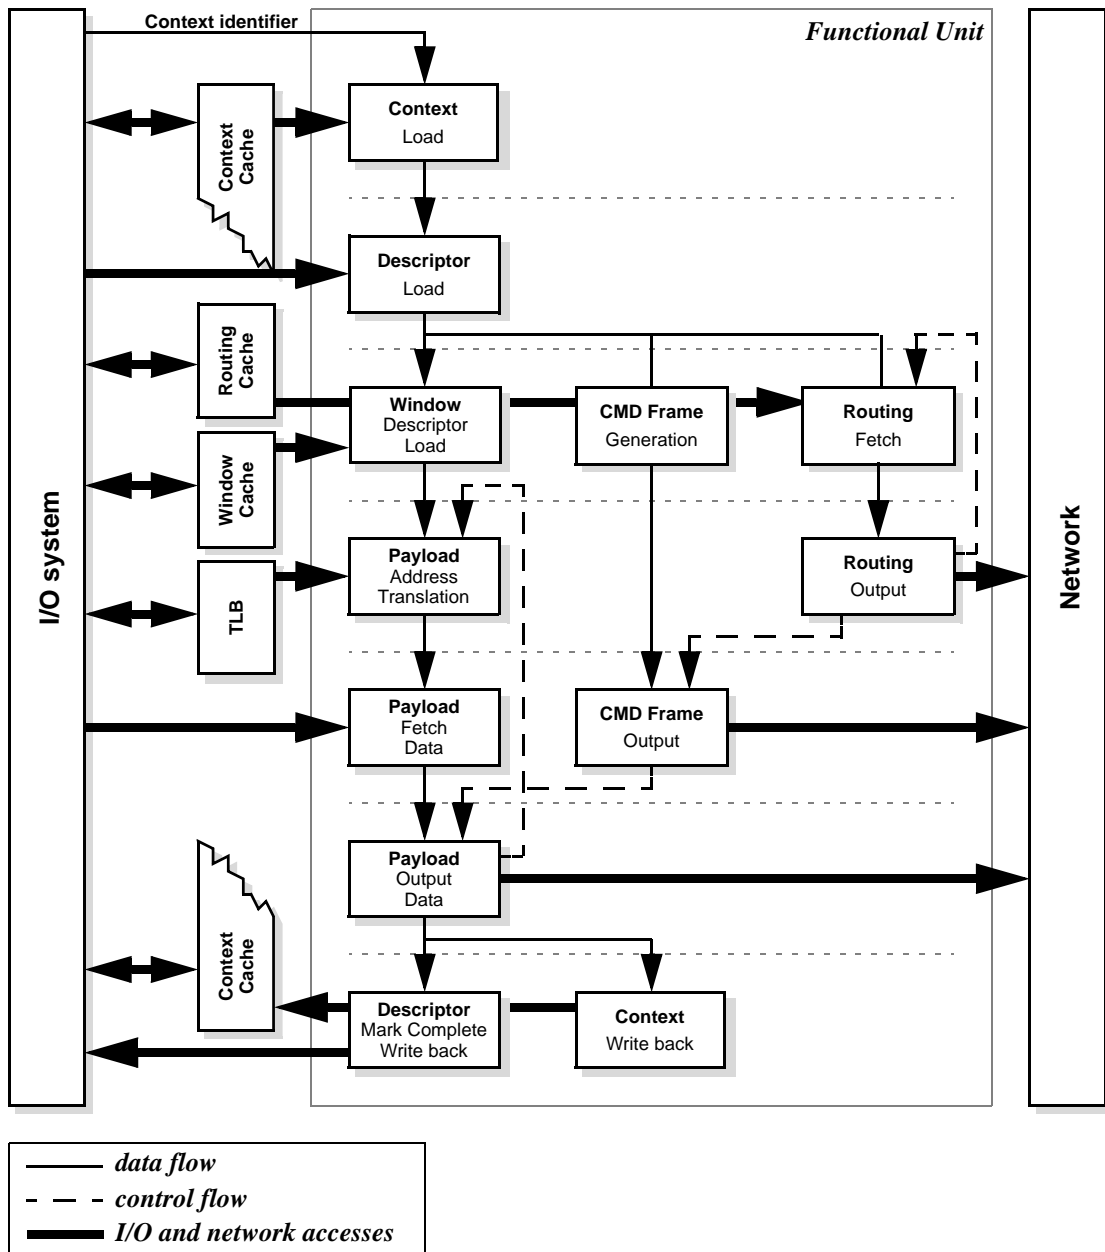 Context identifier
Functional Unit
Context
Load
Context
Cache
Descriptor
Load
Routing
Cache
Window
Descriptor
Load
CMD Frame
Generation
Routing
Fetch
Window
Cache
I/O system
Network
Payload
Address
Translation
Routing
Output
TLB
Payload
Fetch
Data
CMD Frame
Output
Payload
Output
Data
Context
Cache
Descriptor
Mark Complete
Write back
Context
Write back
data flow
control flow
I/O and network accesses